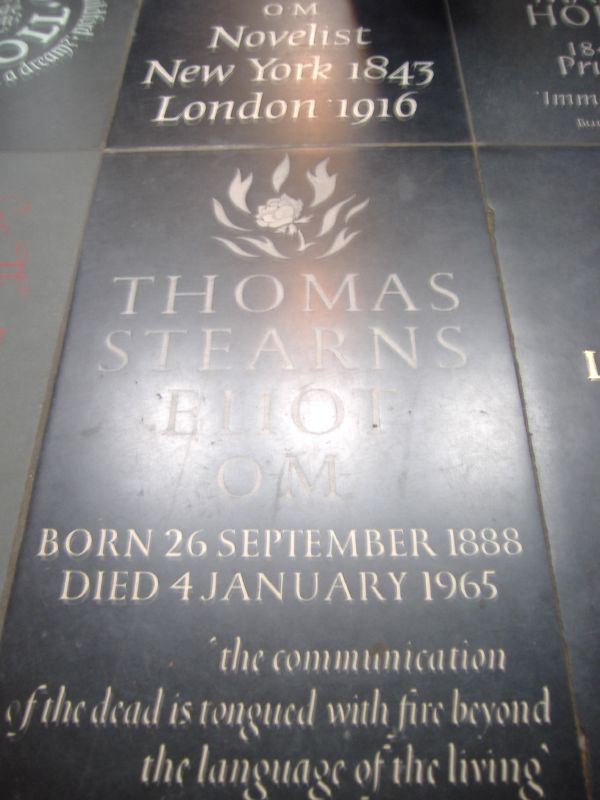 OM
Novelist
New York 1843
London 1916
a dream?
THOMAS
STEARNS
ELIOT
OM
BORN 26 SEPTEMBER 1888
DIED 4 JANUARY 1965
'the communication
of the dead is tongued with fire beyond
the language of the living'